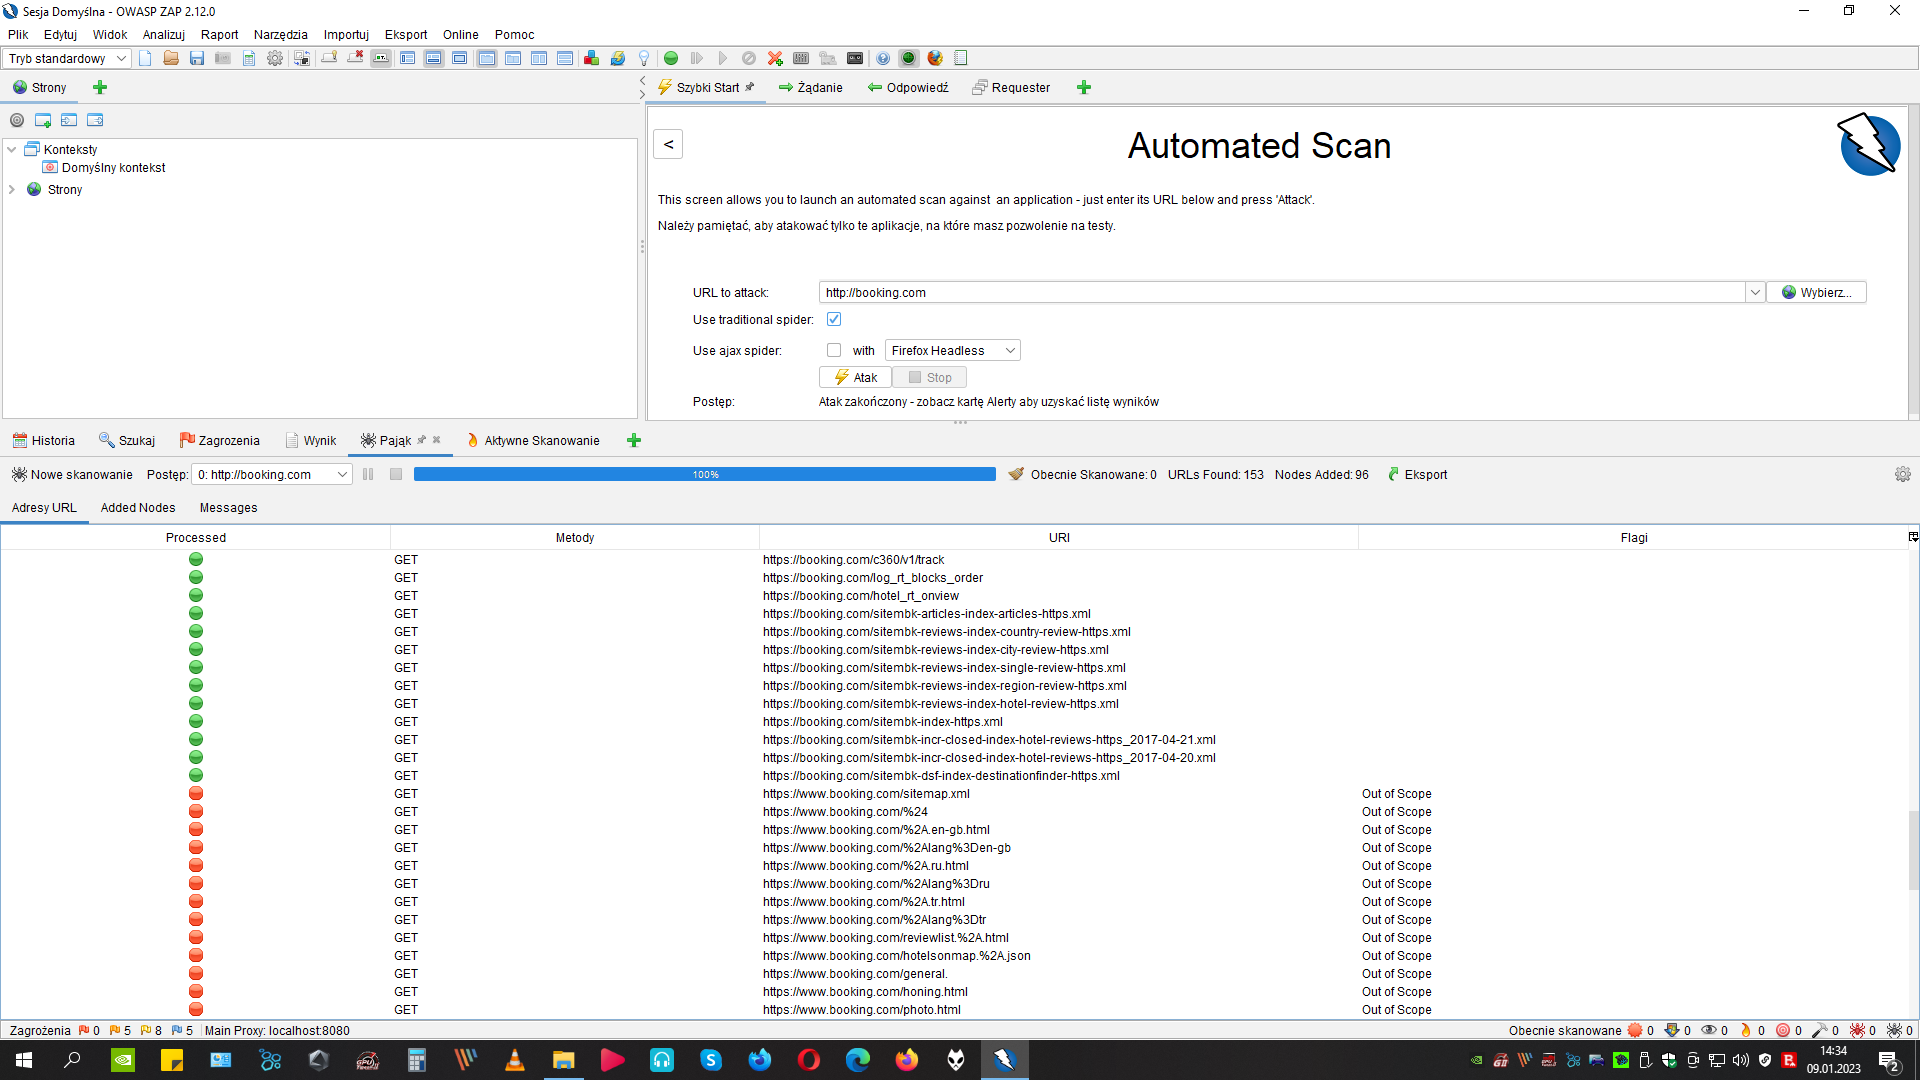 Sesja Domyślna - OWASP ZAP 2.12.0
Plik Edytuj Widok Analizuj Raport Narzędzia Importuj Eksport Online Pomoc
Tryb standardowy
Strony
Szybki Start Żądanie Odpowiedź Requester
Konteksty
Domyślny kontekst
Strony
<
Automated Scan
This screen allows you to launch an automated scan against an application - just enter its URL below and press 'Attack'.
Należy pamiętać, aby atakować tylko te aplikacje, na które masz pozwolenie na testy.
URL to attack: http://booking.com Wybierz...
Use traditional spider:
Use ajax spider: with Firefox Headless
Atak Stop
Postęp: Atak zakończony - zobacz kartę Alerty aby uzyskać listę wyników
Historia Szukaj Zagrozenia Wynik Pająk Aktywne Skanowanie
Nowe skanowanie Postęp: 0: http://booking.com 100% Obecnie Skanowane: 0 URLs Found: 153 Nodes Added: 96 Eksport
Adresy URL Added Nodes Messages
Processed Metody URI Flagi
GET https://booking.com/c360/v1/track
GET https://booking.com/log_rt_blocks_order
GET https://booking.com/hotel_rt_onview
GET https://booking.com/sitembk-articles-index-articles-https.xml
GET https://booking.com/sitembk-reviews-index-country-review-https.xml
GET https://booking.com/sitembk-reviews-index-city-review-https.xml
GET https://booking.com/sitembk-reviews-index-single-review-https.xml
GET https://booking.com/sitembk-reviews-index-region-review-https.xml
GET https://booking.com/sitembk-reviews-index-hotel-review-https.xml
GET https://booking.com/sitembk-index-https.xml
GET https://booking.com/sitembk-incr-closed-index-hotel-reviews-https_2017-04-21.xml
GET https://booking.com/sitembk-incr-closed-index-hotel-reviews-https_2017-04-20.xml
GET https://booking.com/sitembk-dsf-index-destinationfinder-https.xml
GET https://www.booking.com/sitemap.xml Out of Scope
GET https://www.booking.com/%24 Out of Scope
GET https://www.booking.com/%2A.en-gb.html Out of Scope
GET https://www.booking.com/%2Alang%3Den-gb Out of Scope
GET https://www.booking.com/%2A.ru.html Out of Scope
GET https://www.booking.com/%2Alang%3Dru Out of Scope
GET https://www.booking.com/%2A.tr.html Out of Scope
GET https://www.booking.com/%2Alang%3Dtr Out of Scope
GET https://www.booking.com/reviewlist.%2A.html Out of Scope
GET https://www.booking.com/hotelsonmap.%2A.json Out of Scope
GET https://www.booking.com/general. Out of Scope
GET https://www.booking.com/honing.html Out of Scope
GET https://www.booking.com/photo.html Out of Scope
Zagrożenia 0 5 8 5 Main Proxy: localhost:8080 Obecnie skanowane 0 0 0 0 0 0 0 0
14:34
09.01.2023
2